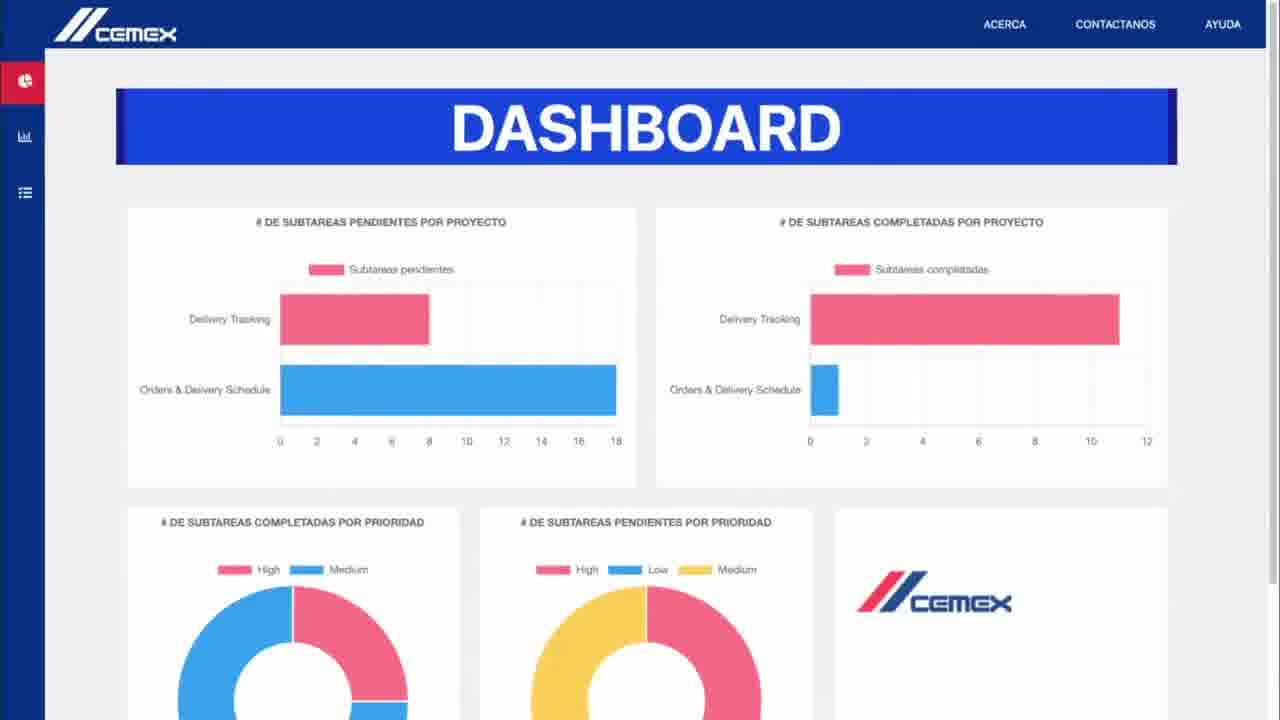 CEMEX
ACERCA
CONTACTANOS
AYUDA
DASHBOARD
# DE SUBTAREAS PENDIENTES POR PROYECTO
Subtareas pendientes
Delivery Tracking
Orders & Delivery Schedule
0 2 4 6 8 10 12 14 16 18
# DE SUBTAREAS COMPLETADAS POR PROYECTO
Subtareas completadas
Delivery Tracking
Orders & Delivery Schedule
0 2 4 6 8 10 12
# DE SUBTAREAS COMPLETADAS POR PRIORIDAD
High Medium
# DE SUBTAREAS PENDIENTES POR PRIORIDAD
High Low Medium
CEMEX